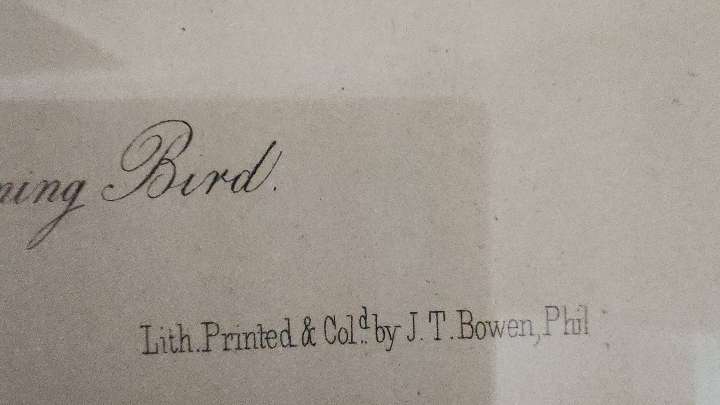 ning Bird.
Lith. Printed & Col.d by J. T. Bowen, Phil